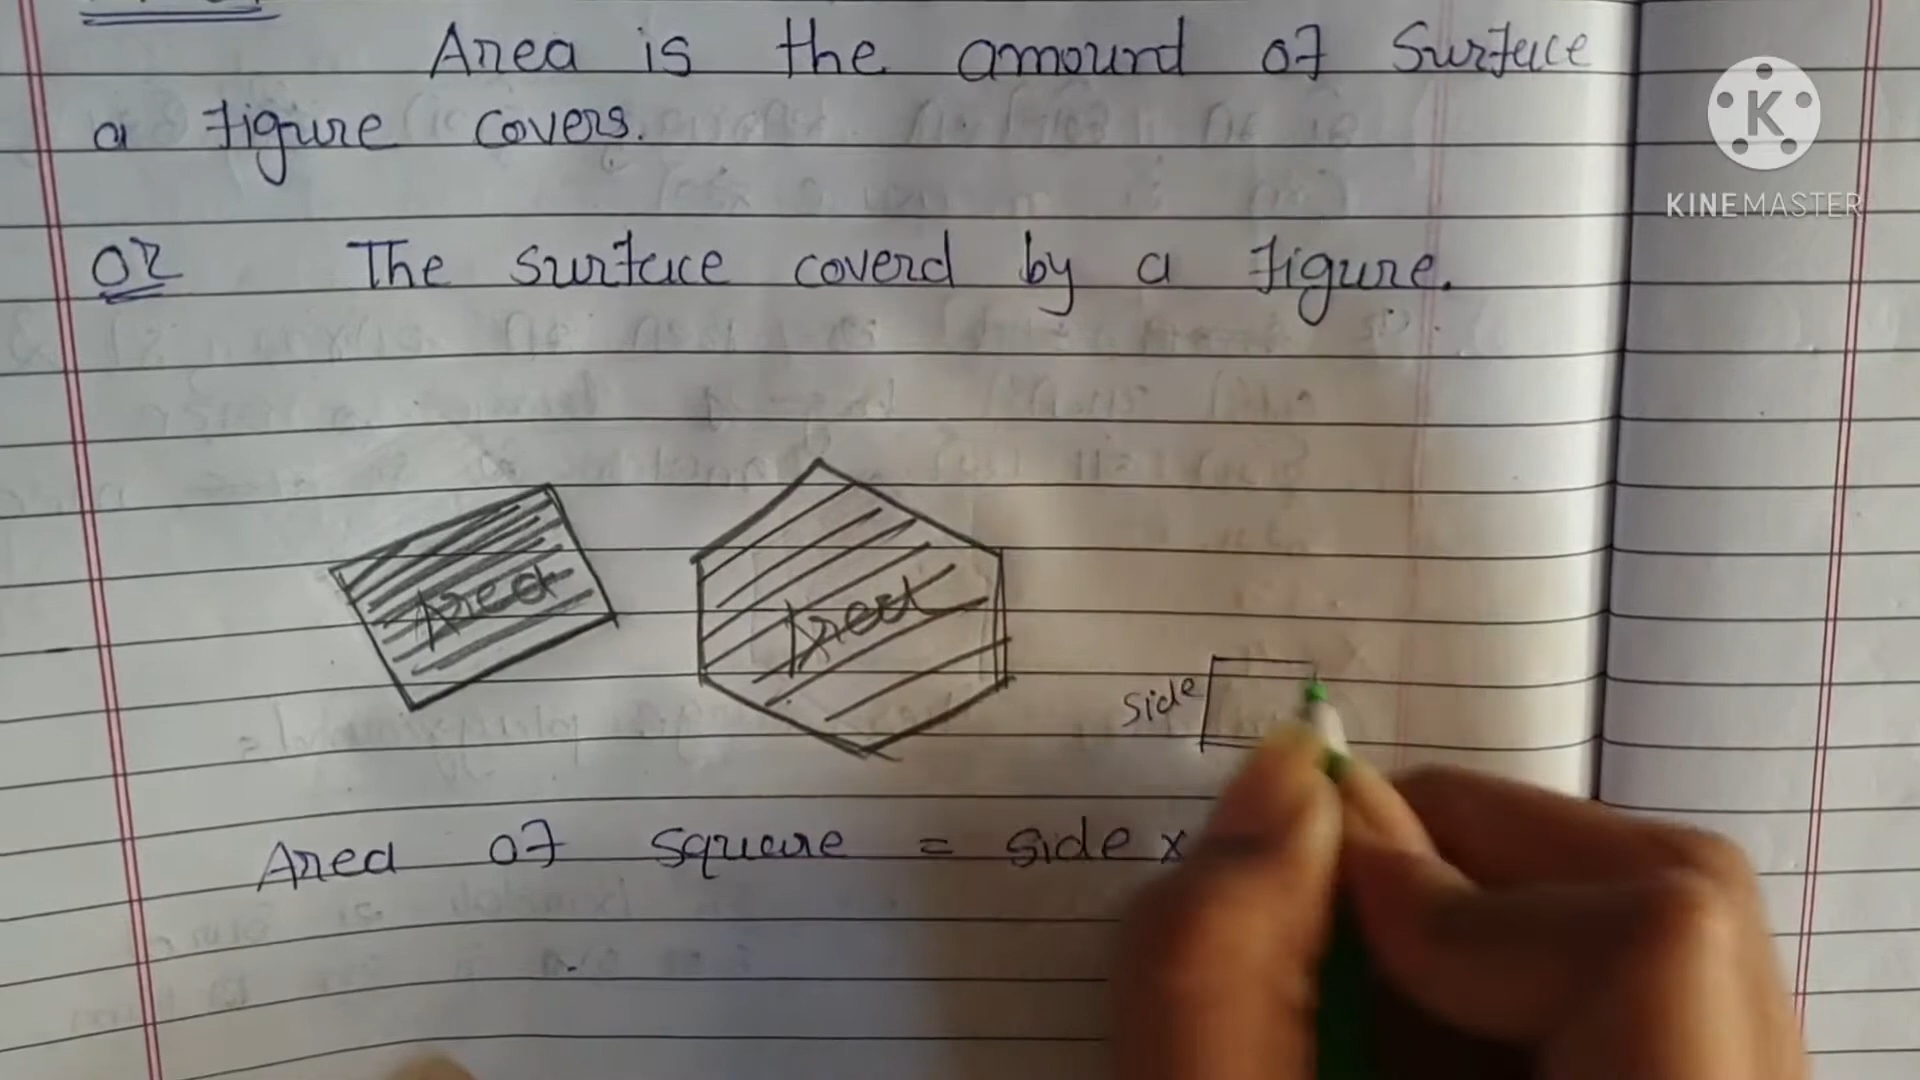 Area is the amound of Surface
a figure covers.
KINEMASTER
OR The surface coverd by a figure.
Area
Area
side
Area of square = side x